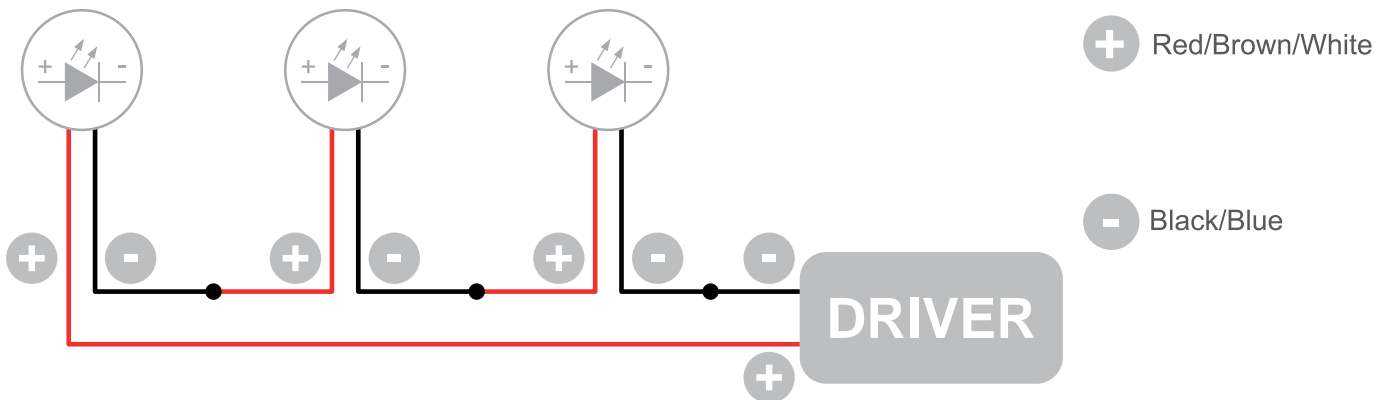 + -
+ -
+ -
+ Red/Brown/White
- Black/Blue
+ - + - + - -
DRIVER
+